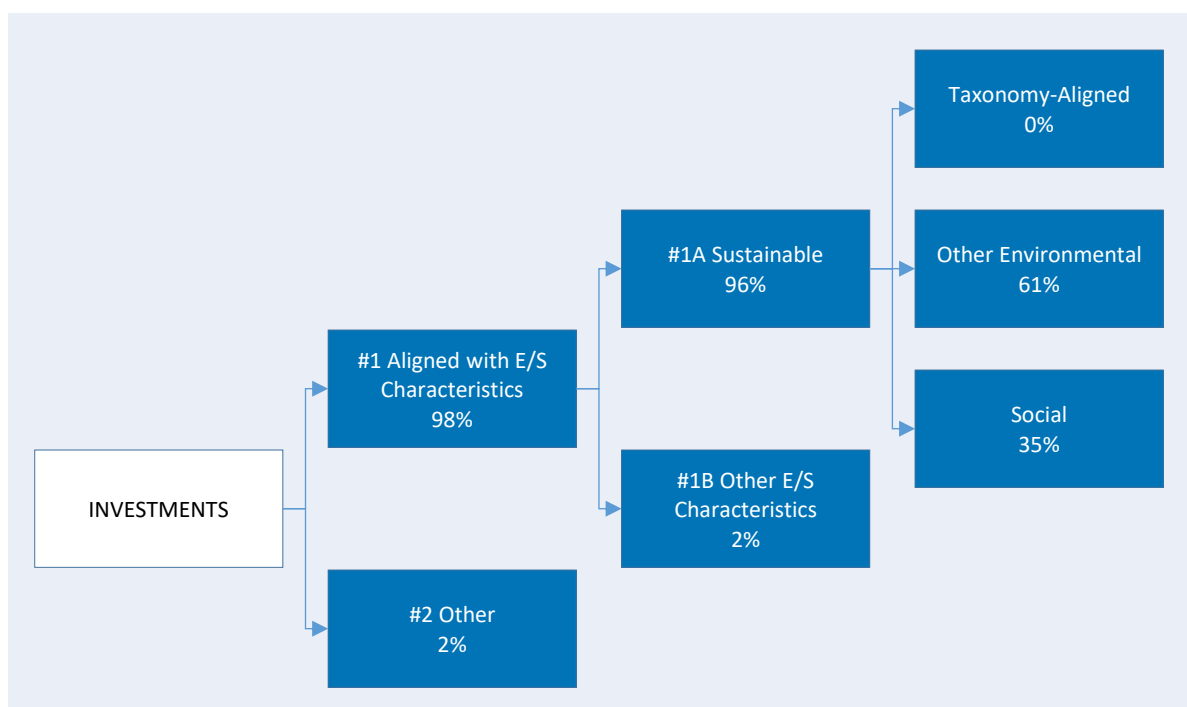 INVESTMENTS
#1 Aligned with E/S
Characteristics
98%
#2 Other
2%
#1A Sustainable
96%
#1B Other E/S
Characteristics
2%
Taxonomy-Aligned
0%
Other Environmental
61%
Social
35%